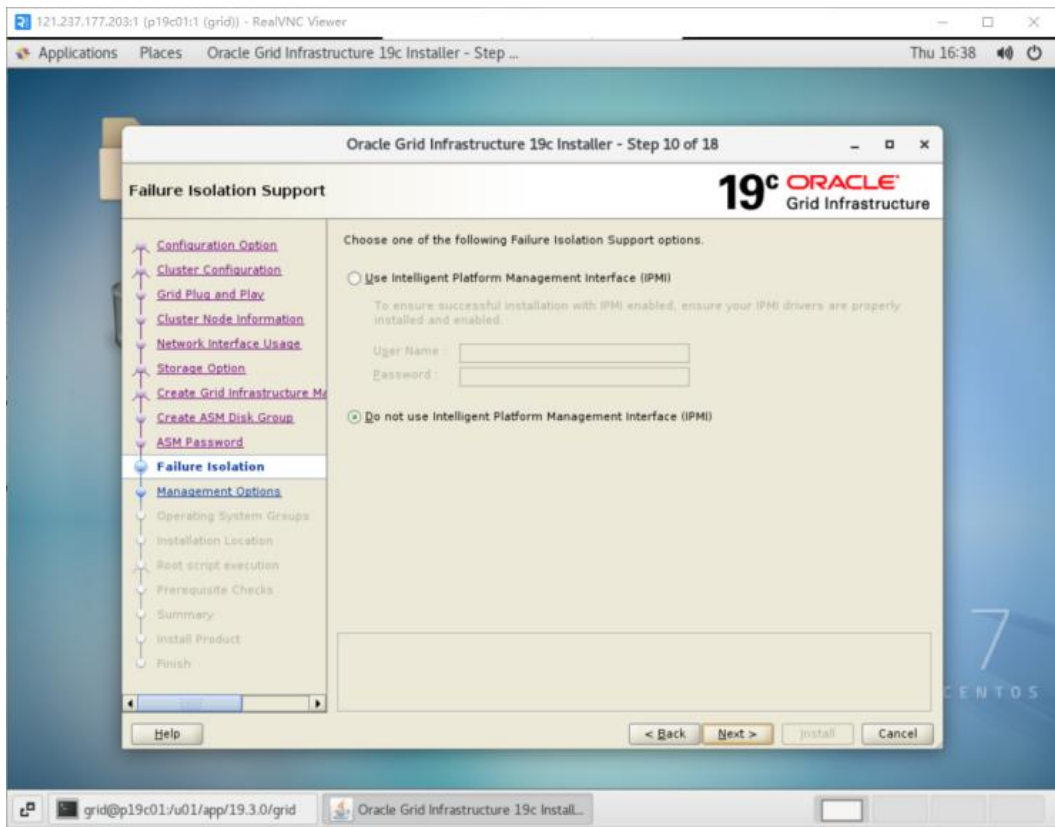 121.237.177.203:1 (p19c01:1 (grid)) - RealVNC Viewer
Applications Places Oracle Grid Infrastructure 19c Installer - Step ... Thu 16:38
Oracle Grid Infrastructure 19c Installer - Step 10 of 18
Failure Isolation Support
19c ORACLE
Grid Infrastructure
Configuration Option
Cluster Configuration
Grid Plug and Play
Cluster Node Information
Network Interface Usage
Storage Option
Create Grid Infrastructure Ma
Create ASM Disk Group
ASM Password
Failure Isolation
Management Options
Operating System Groups
Installation Location
Root script execution
Prerequisite Checks
Summary
Install Product
Finish
Choose one of the following Failure Isolation Support options.
Use Intelligent Platform Management Interface (IPMI)
To ensure successful installation with IPMI enabled, ensure your IPMI drivers are properly
installed and enabled.
User Name :
Password :
Do not use Intelligent Platform Management Interface (IPMI)
7
CENTOS
Help < Back Next > Install Cancel
grid@p19c01:/u01/app/19.3.0/grid Oracle Grid Infrastructure 19c Install...